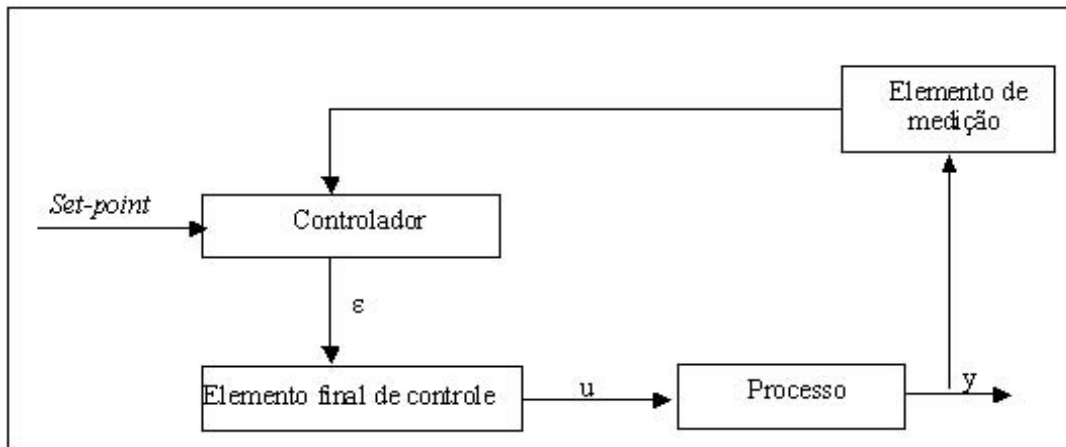 Elemento de
medição
Set-point
Controlador
ε
Elemento final de controle
u
Processo
y